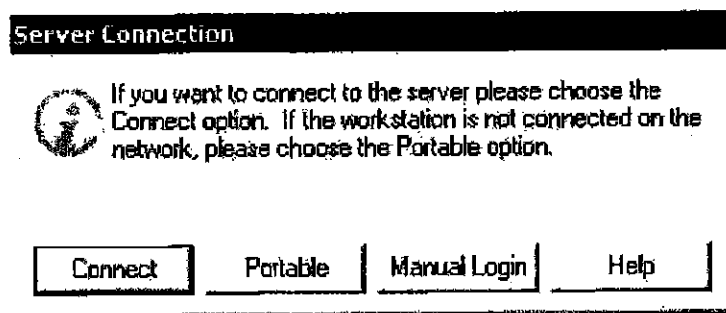 Server Connection
If you want to connect to the server please choose the
Connect option. If the workstation is not connected on the
network, please choose the Portable option.
Connect Portable Manual Login Help